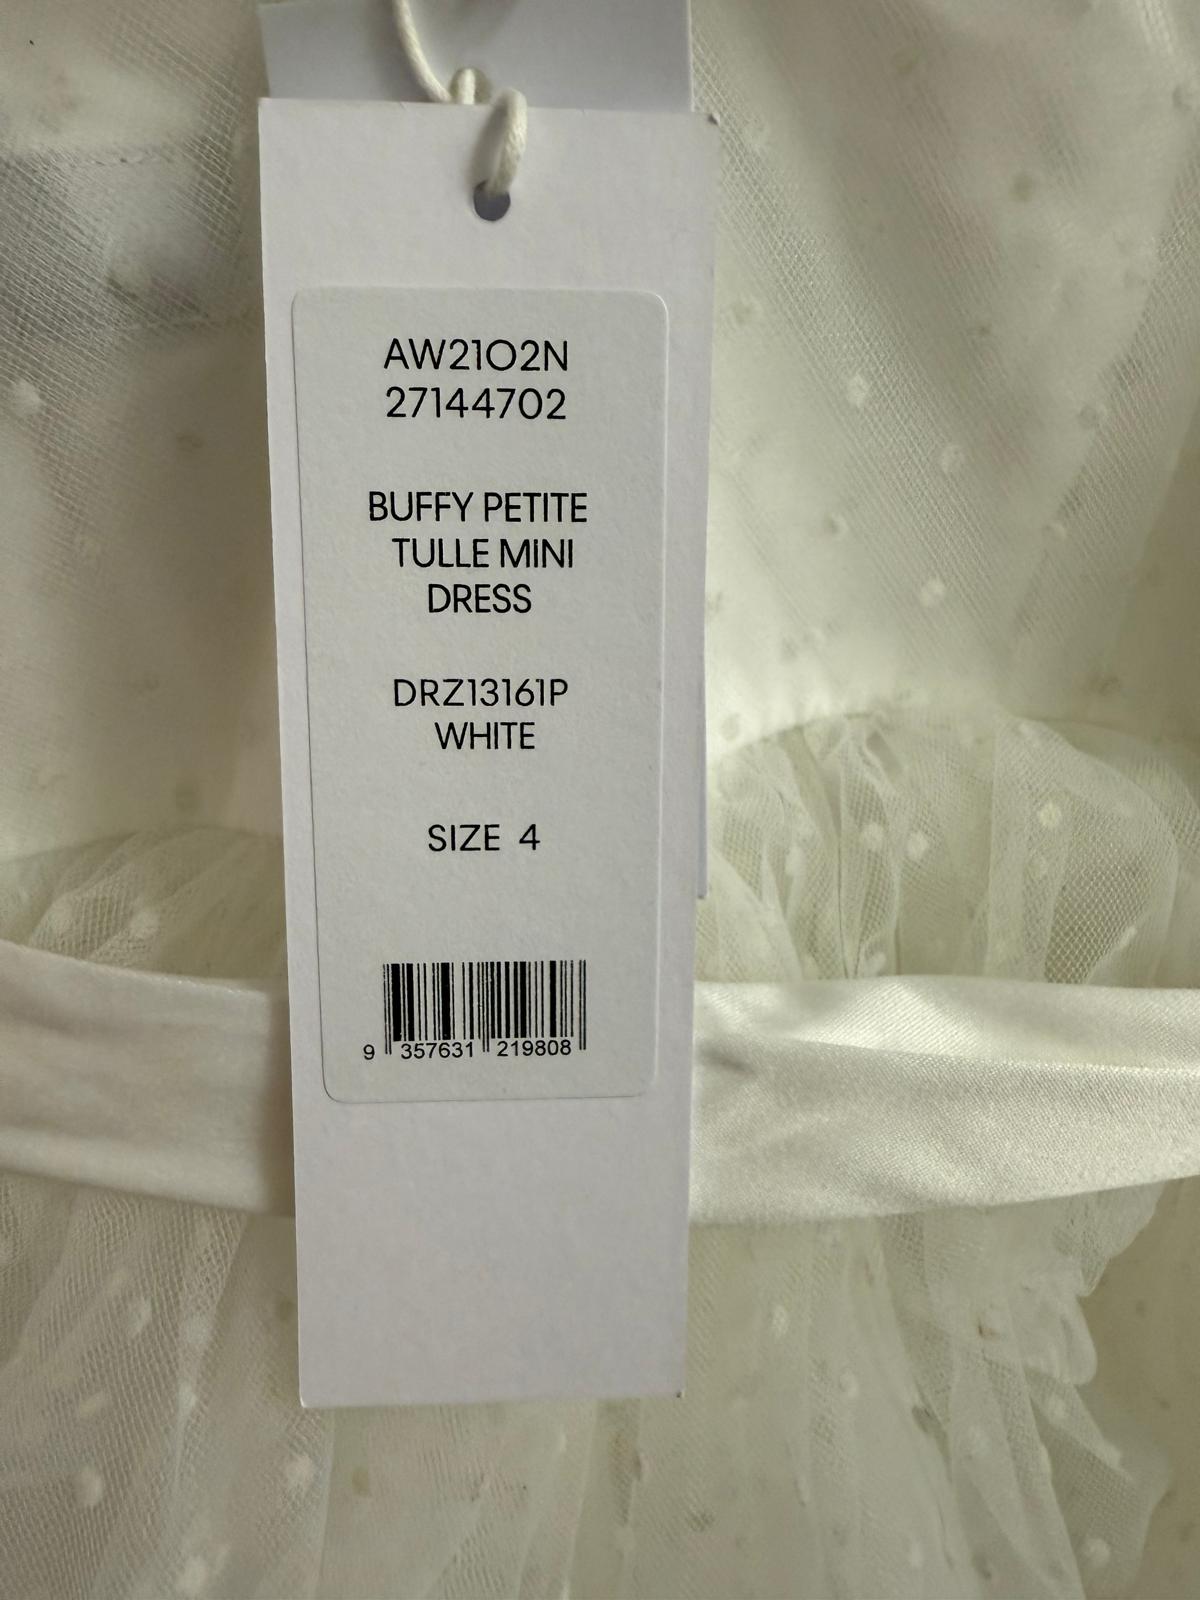 AW21O2N
27144702
BUFFY PETITE
TULLE MINI
DRESS
DRZ13161P
WHITE
SIZE 4
9 357631 219808